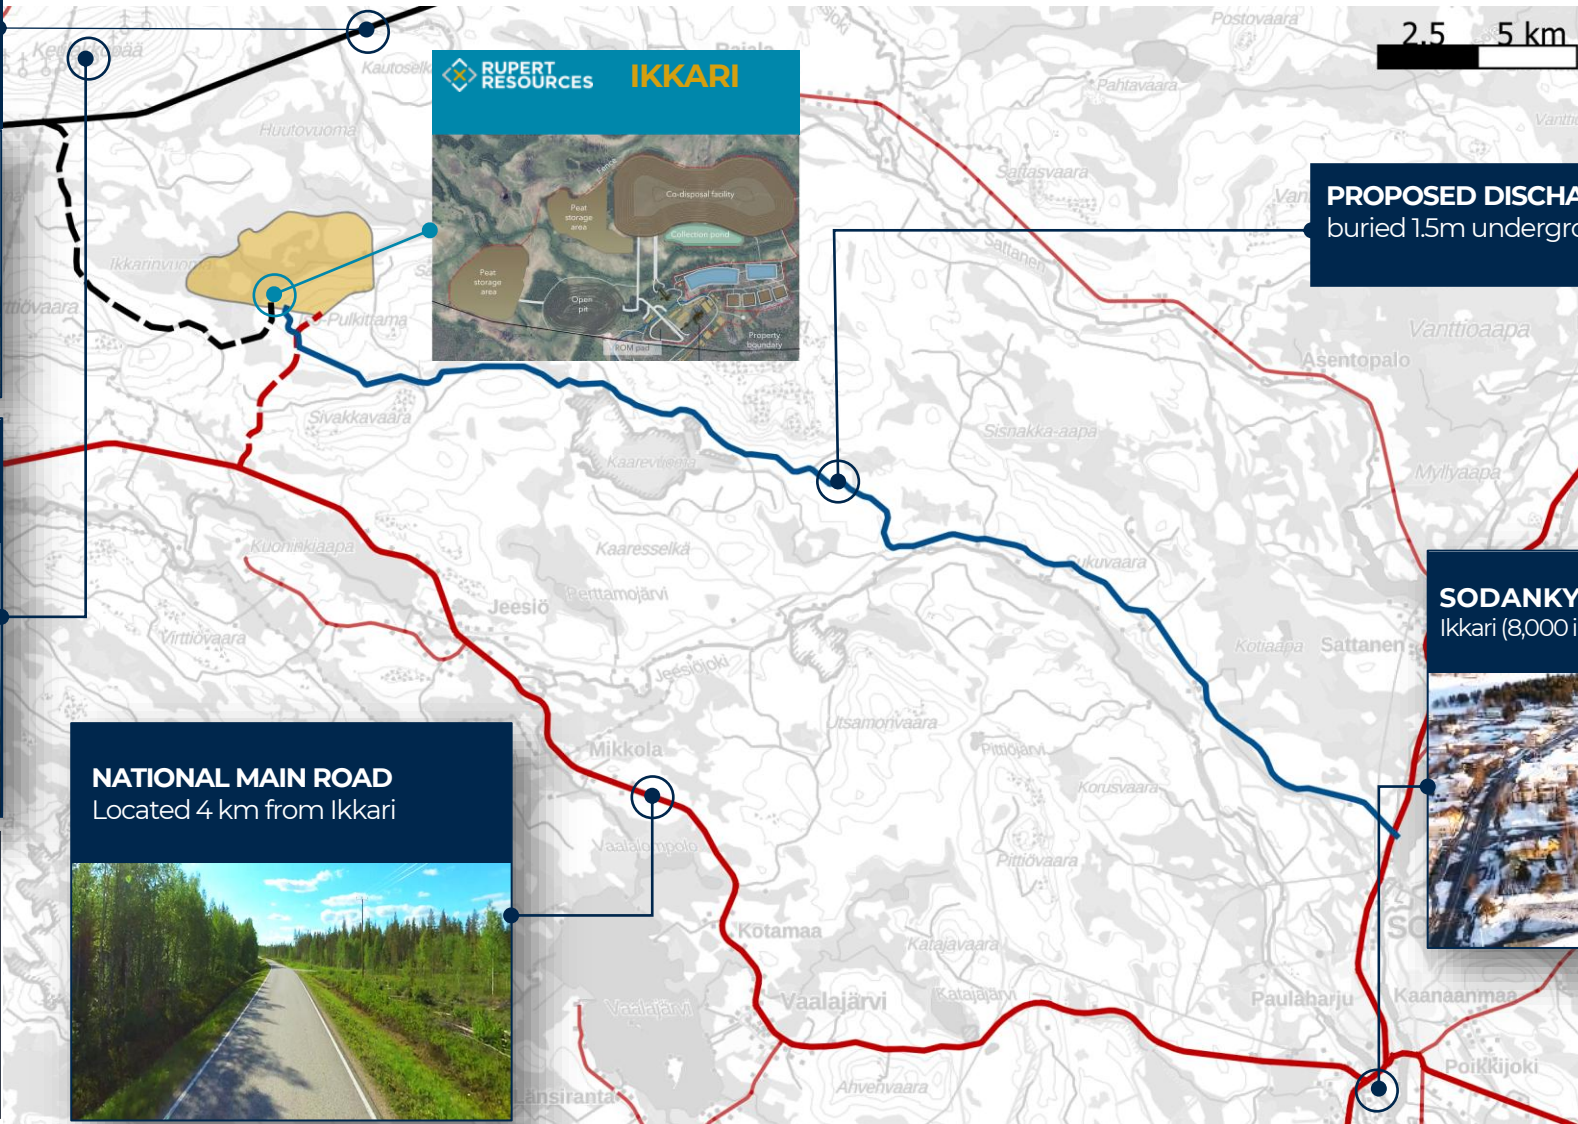 2.5 5 km
Postovaara
Kautoselk
Pahtavaara
RUPERT
RESOURCES
IKKARI
Huutovuoma
Fence
Co-disposal facility
Peat
storage
area
Collection pond
Peat
storage
area
Open
pit
ROM pad
Property
boundary
Sattasvaara
PROPOSED DISCHA
buried 1.5m undergro
Sattanen
Ikkarinvuoma
Pulkittama
Vanttioaapa
Asentopalo
Sivakkavaara
Sisnakka-aapa
Myllyaapa
Kuohinkiaapa
Kaaresselkä
Sukuvaara
Jeesiö
Perttamojärvi
SODANKY
Ikkari (8,000 i
Virttiövaara
Kotiaapa
Sattanen
Jeesiöjoki
Utsamonvaara
Mikkola
Pittiöjärvi
NATIONAL MAIN ROAD
Located 4 km from Ikkari
Korusvaara
Vaalalompolo
Pittiövaara
Kotamaa
Katajavaara
Vaalajärvi
Vaalajärvi
Katajajärvi
Paulaharju
Kaanaanmaa
Poikkijoki
Ahvenvaara
Länsiranta